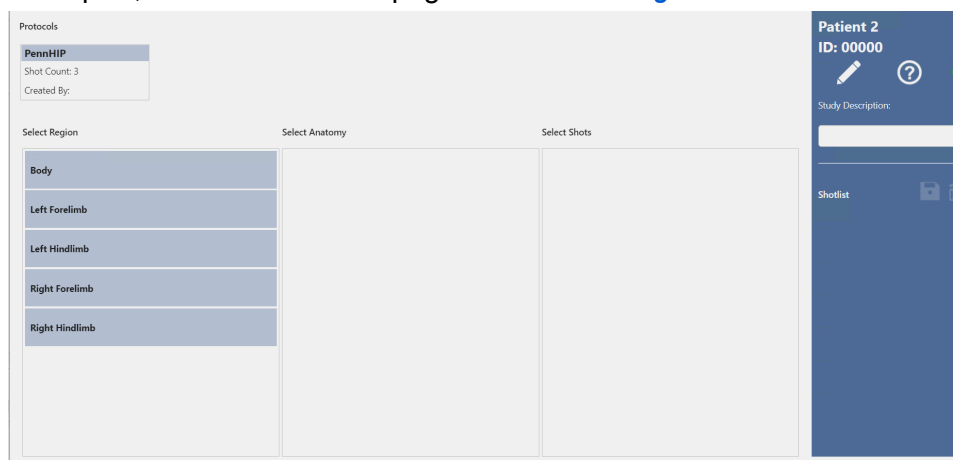 Protocols
PennHIP
Shot Count: 3
Created By:
Select Region
Select Anatomy
Select Shots
Body
Left Forelimb
Left Hindlimb
Right Forelimb
Right Hindlimb
Patient 2
ID: 00000
Study Description:
Shotlist